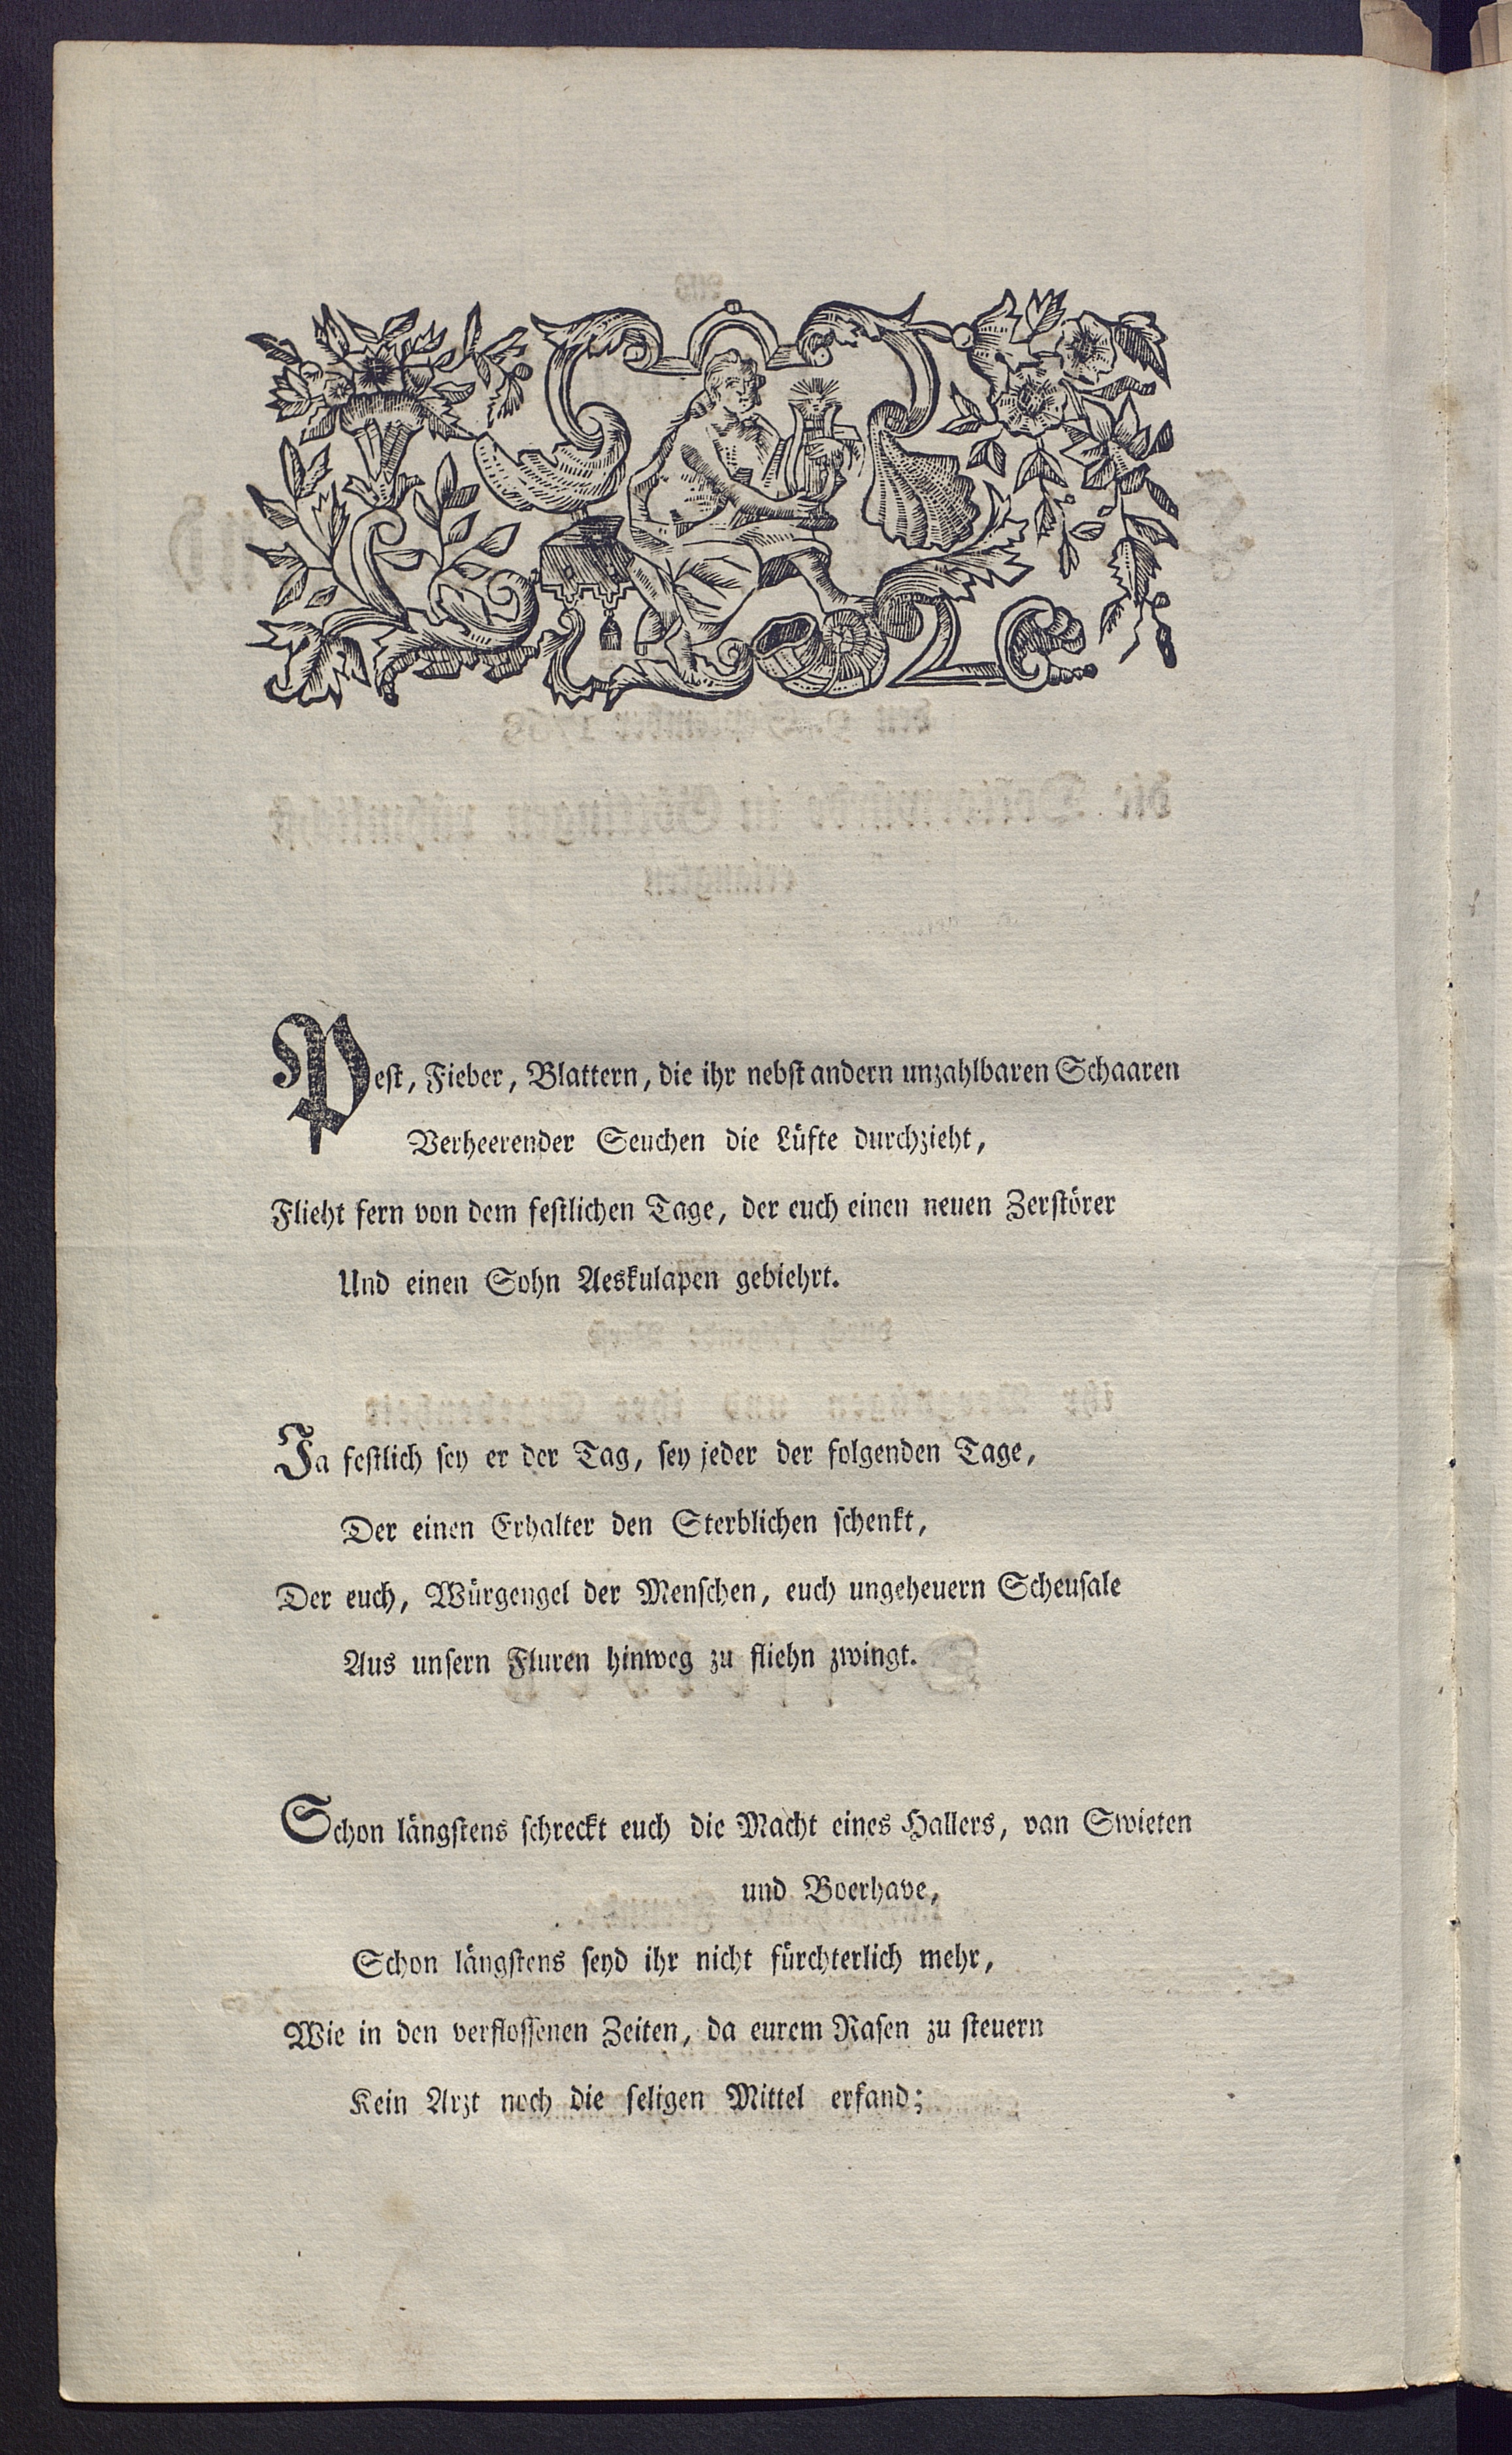 Pest, Fieber, Blattern, die ihr nebst andern unzahlbaren Schaaren
Verheerender Seuchen die Lüfte durchzieht,
Flieht fern von dem festlichen Tage, der euch einen neuen Zerstörer
Und einen Sohn Aeskulapen gebiehrt.
Ja festlich sey er der Tag, sey jeder der folgenden Tage,
Der einen Erhalter den Sterblichen schenkt,
Der euch, Würgengel der Menschen, euch ungeheuern Scheusale
Aus unsern Fluren hinweg zu fliehn zwingt.
Schon längstens schreckt euch die Macht eines Hallers, van Swieten
und Boerhave,
Schon längstens seyd ihr nicht fürchterlich mehr,
Wie in den verflossenen Zeiten, da eurem Rasen zu steuern
Kein Arzt noch die seligen Mittel erfand;